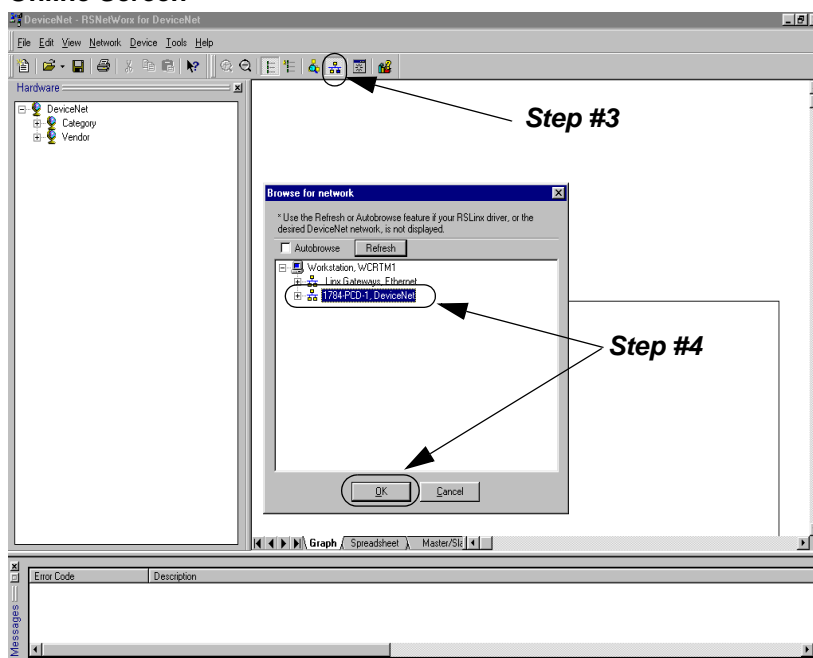 Online Screen
DeviceNet - RSNetWorx for DeviceNet
File Edit View Network Device Tools Help
Hardware
DeviceNet
Category
Vendor
Step #3
Browse for network
* Use the Refresh or Autobrowse feature if your RSLinx driver, or the
desired DeviceNet network, is not displayed.
Autobrowse Refresh
Workstation, WCRTM1
Linx Gateways, Ethernet
1784-PCD-1, DeviceNet
Step #4
OK Cancel
Graph Spreadsheet Master/Sla
Error Code Description
Messages